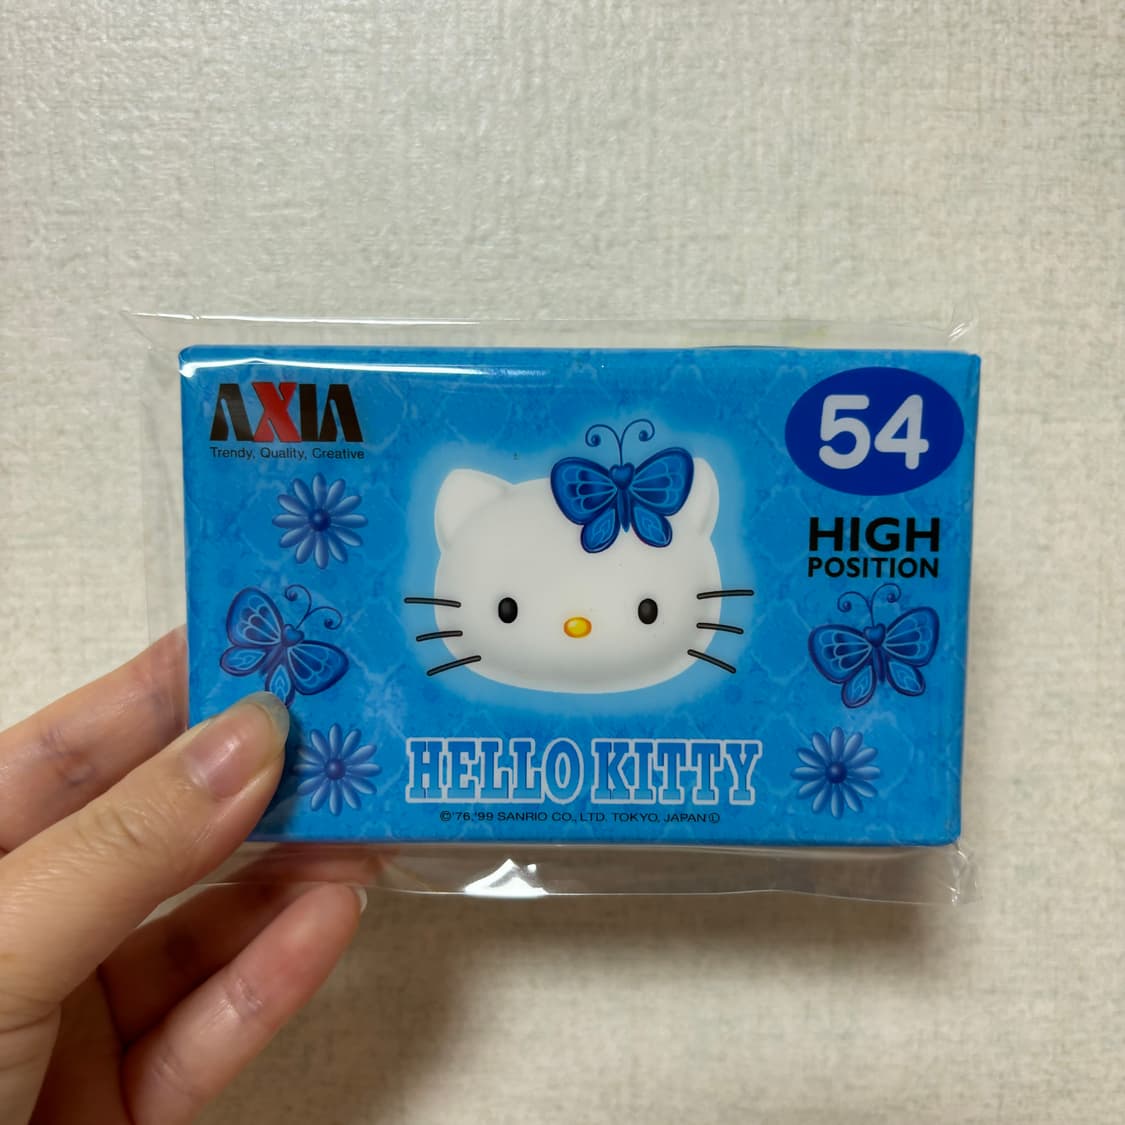 AXIA
Trendy, Quality, Creative
54
HIGH
POSITION
HELLO KITTY
©'76,'99 SANRIO CO., LTD. TOKYO, JAPAN Ⓛ